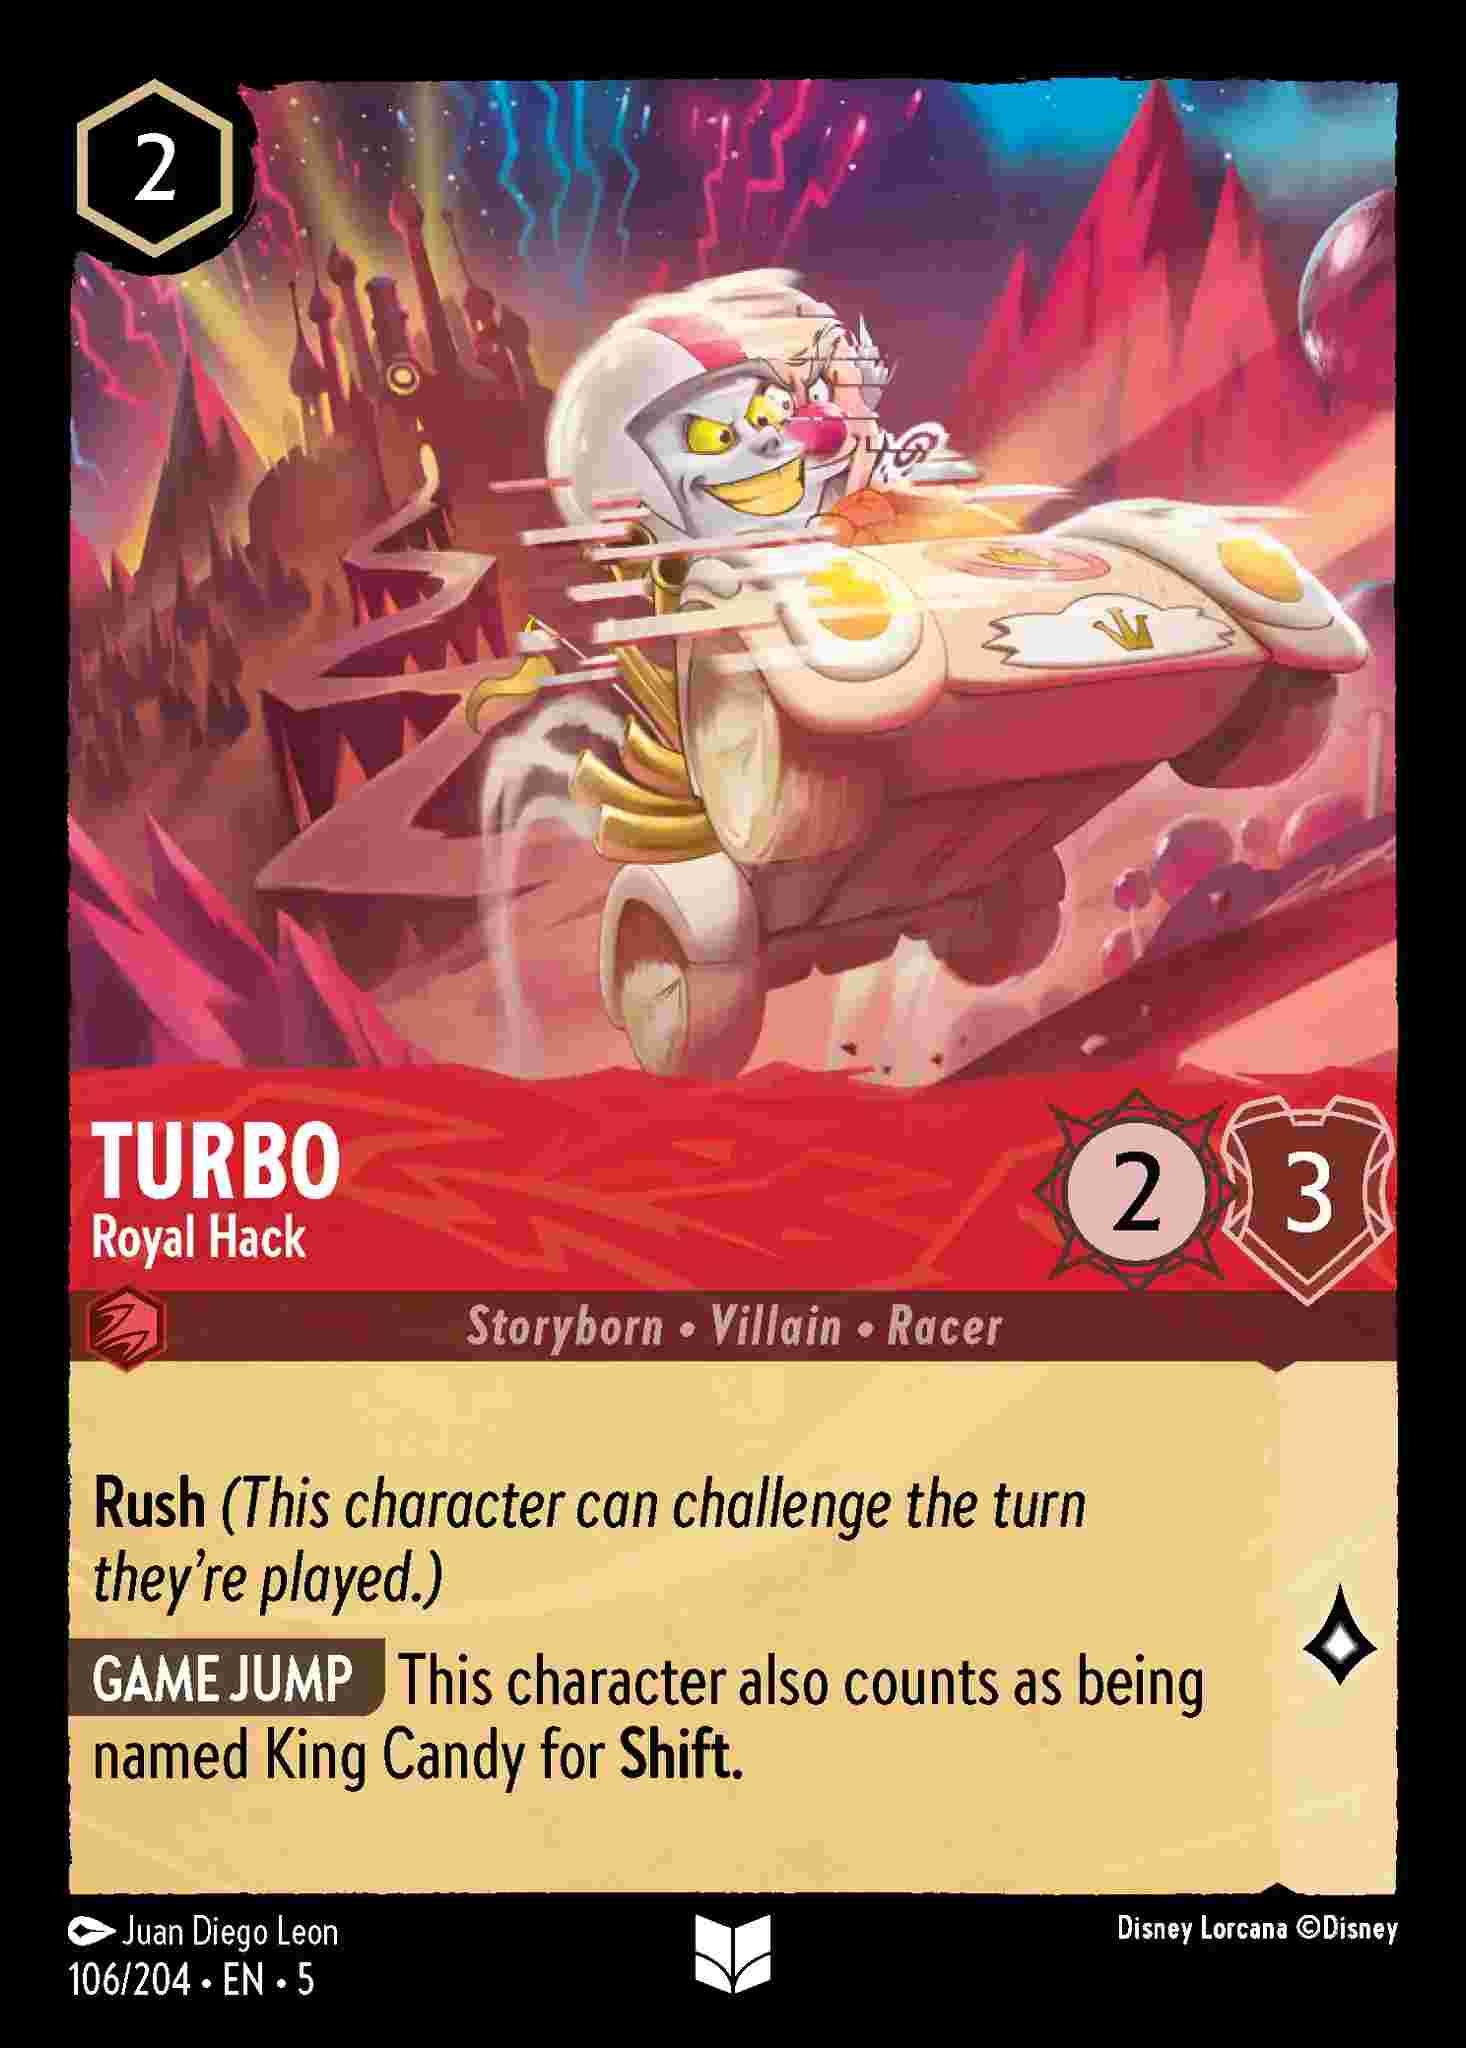 2
TURBO
Royal Hack
2
3
Storyborn • Villain • Racer
Rush (This character can challenge the turn
they’re played.)
GAME JUMP This character also counts as being
named King Candy for Shift.
Juan Diego Leon
Disney Lorcana ©Disney
106/204 • EN • 5